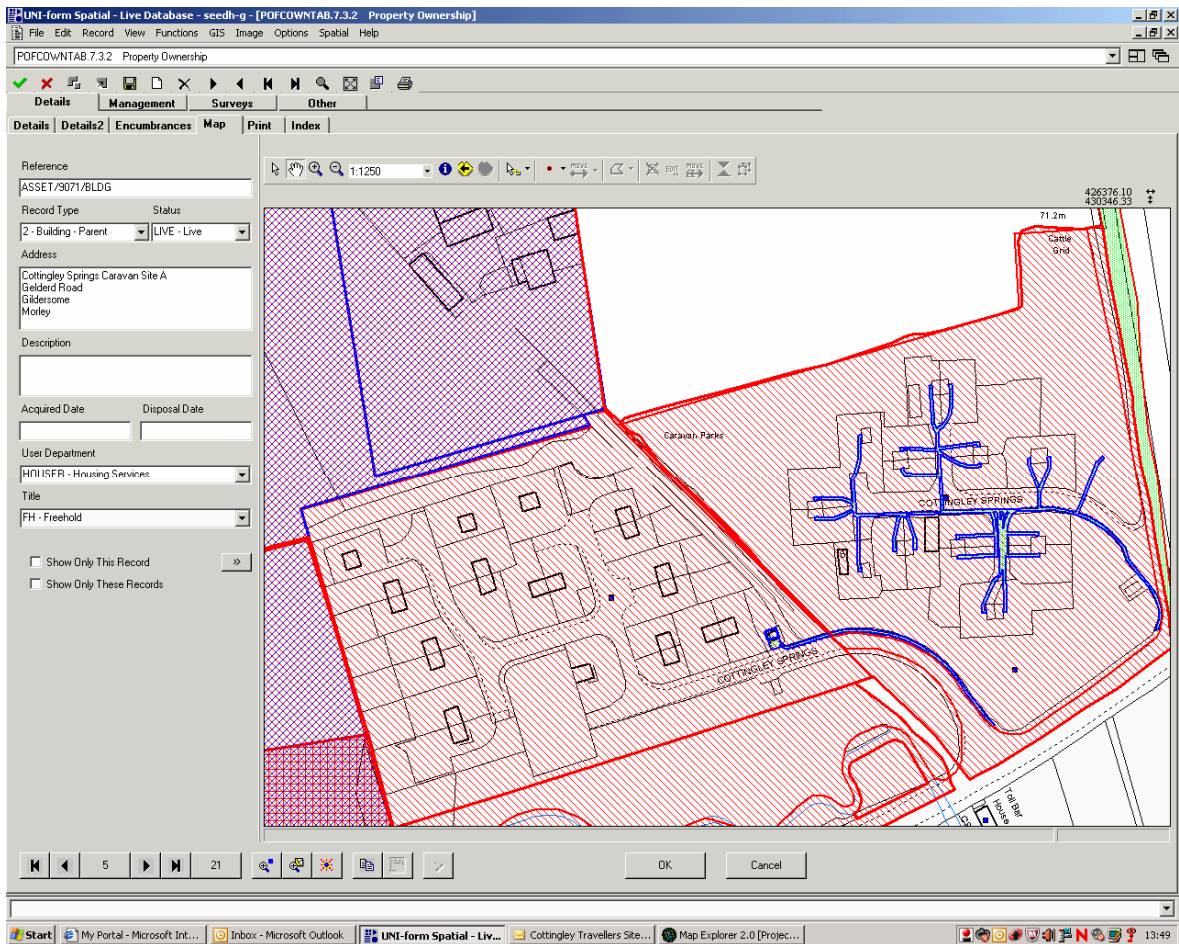 UNI-form Spatial - Live Database - seedh-g - [POFCOWNTAB.7.3.2   Property Ownership]
File Edit Record View Functions GIS Image Options Spatial Help
POFCOWNTAB.7.3.2   Property Ownership
Details Management Surveys Other
Details Details2 Encumbrances Map Print Index
Reference
ASSET/9071/BLDG
Record Type Status
2 - Building - Parent LIVE - Live
Address
Cottingley Springs Caravan Site A
Gelderd Road
Gildersome
Morley
Description
Acquired Date Disposal Date
User Department
HOUSER - Housing Services
Title
FH - Freehold
Show Only This Record »
Show Only These Records
1:1250 MOVE EDIT MOVE
426376.10
430346.33
71.2m
Cattle
Grid
Caravan Parks
COTTINGLEY SPRINGS
COTTINGLEY SPRINGS
Toll Bar
House
5 21 OK Cancel
Start My Portal - Microsoft Int... Inbox - Microsoft Outlook UNI-form Spatial - Liv... Cottingley Travellers Site... Map Explorer 2.0 [Projec... 13:49